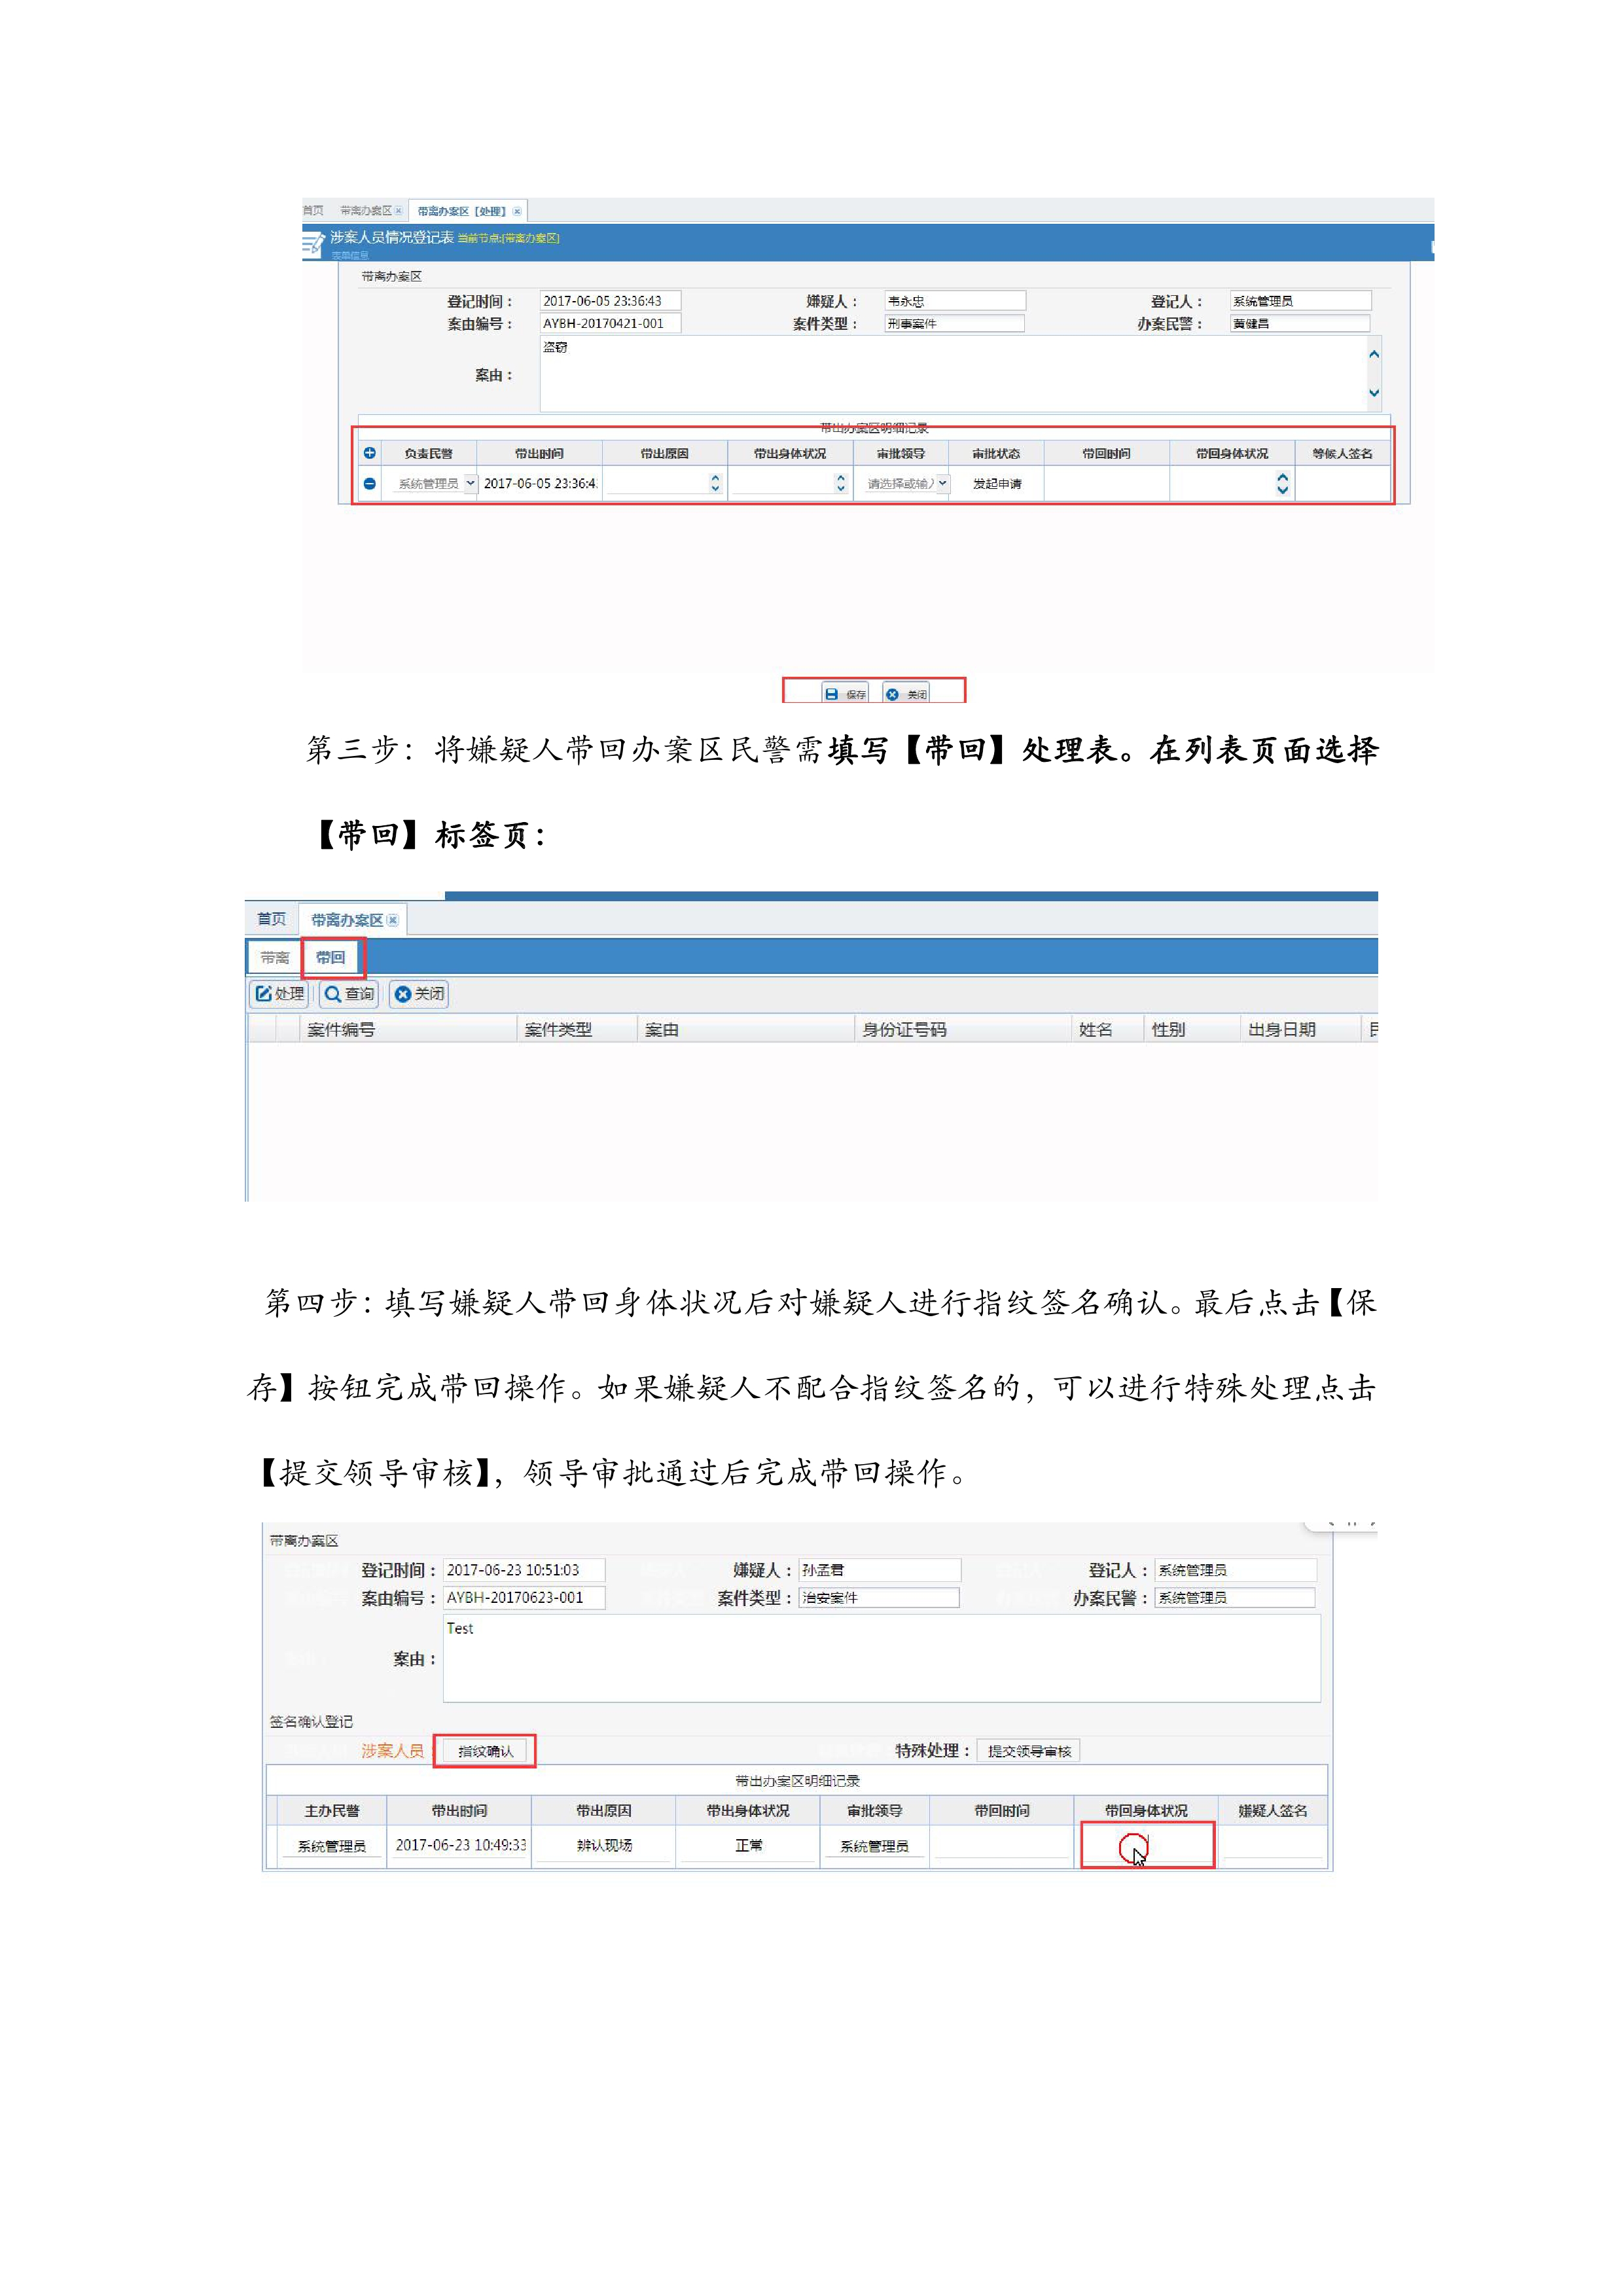 首页 带离办案区 带离办案区【处理】
涉案人员情况登记表 当前节点:[带离办案区]
表单信息
带离办案区
登记时间： 2017-06-05 23:36:43 嫌疑人： 韦永忠 登记人： 系统管理员
案由编号： AYBH-20170421-001 案件类型： 刑事案件 办案民警： 黄健昌
盗窃
案由：
带出办案区明细记录
负责民警 带出时间 带出原因 带出身体状况 审批领导 审批状态 带回时间 带回身体状况 等候人签名
系统管理员 2017-06-05 23:36:4 请选择或输入 发起申请
保存 关闭
第三步：将嫌疑人带回办案区民警需填写【带回】处理表。在列表页面选择
【带回】标签页：
首页 带离办案区
带离 带回
处理 查询 关闭
案件编号 案件类型 案由 身份证号码 姓名 性别 出身日期
第四步：填写嫌疑人带回身体状况后对嫌疑人进行指纹签名确认。最后点击【保
存】按钮完成带回操作。如果嫌疑人不配合指纹签名的，可以进行特殊处理点击
【提交领导审核】，领导审批通过后完成带回操作。
带离办案区
登记时间： 2017-06-23 10:51:03 嫌疑人： 孙孟君 登记人： 系统管理员
案由编号： AYBH-20170623-001 案件类型： 治安案件 办案民警： 系统管理员
Test
案由：
签名确认登记
涉案人员： 指纹确认 特殊处理： 提交领导审核
带出办案区明细记录
主办民警 带出时间 带出原因 带出身体状况 审批领导 带回时间 带回身体状况 嫌疑人签名
系统管理员 2017-06-23 10:49:33 辨认现场 正常 系统管理员